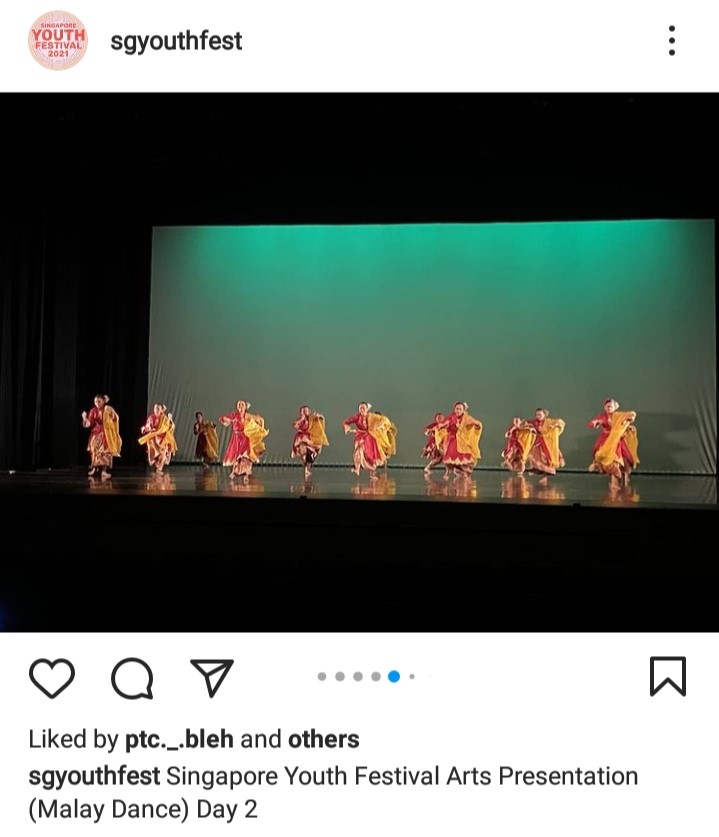 SINGAPORE
YOUTH
FESTIVAL
2021
sgyouthfest
Liked by ptc._.bleh and others
sgyouthfest Singapore Youth Festival Arts Presentation
(Malay Dance) Day 2